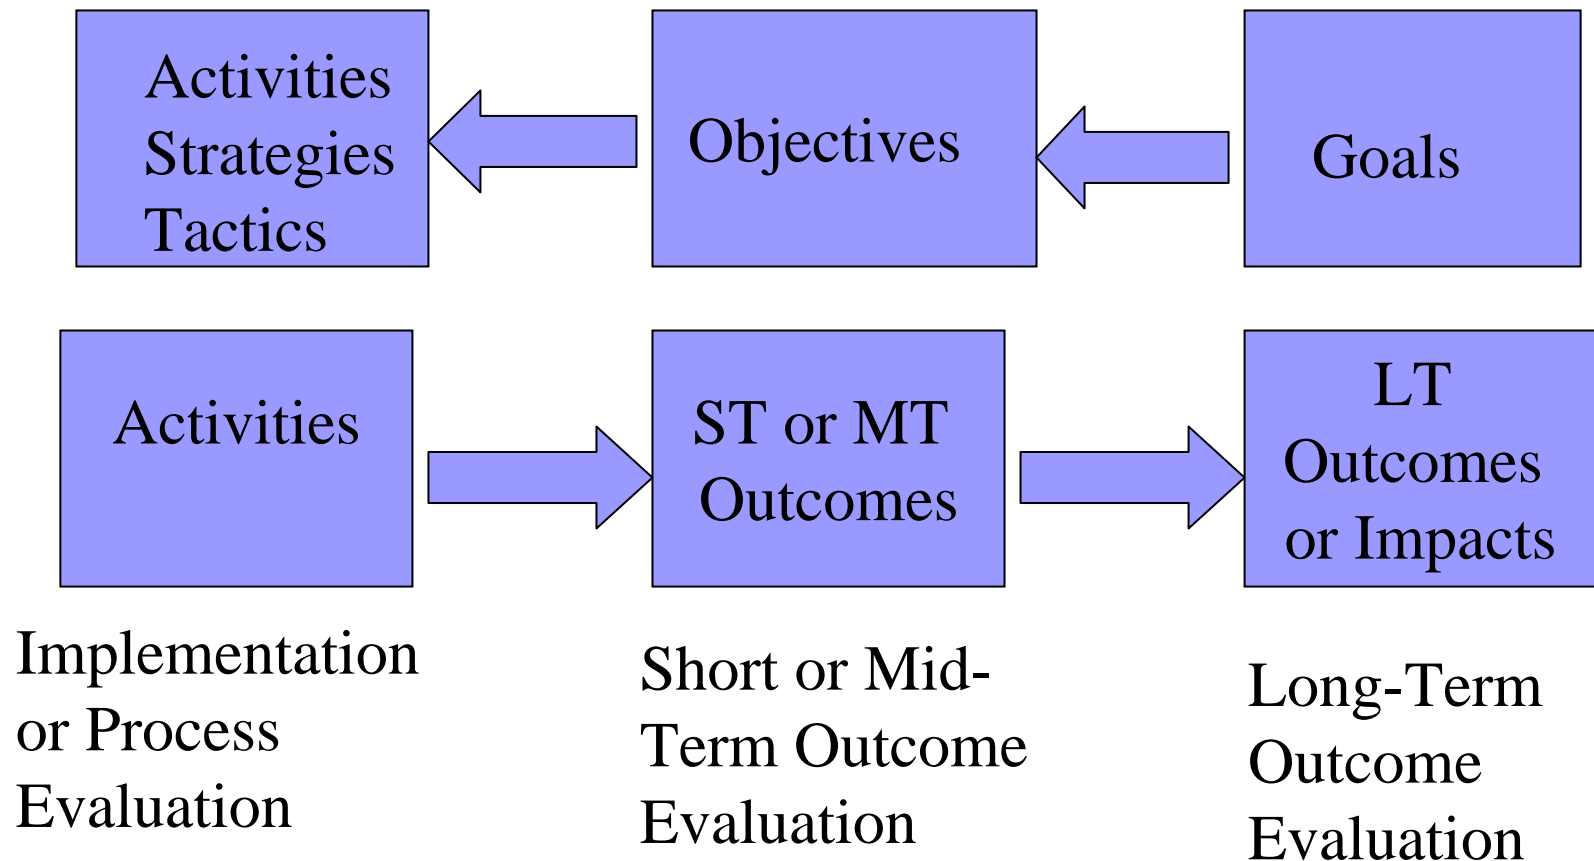 Activities
Strategies
Tactics
Objectives
Goals
Activities
ST or MT
Outcomes
LT
Outcomes
or Impacts
Implementation
or Process
Evaluation
Short or Mid-
Term Outcome
Evaluation
Long-Term
Outcome
Evaluation